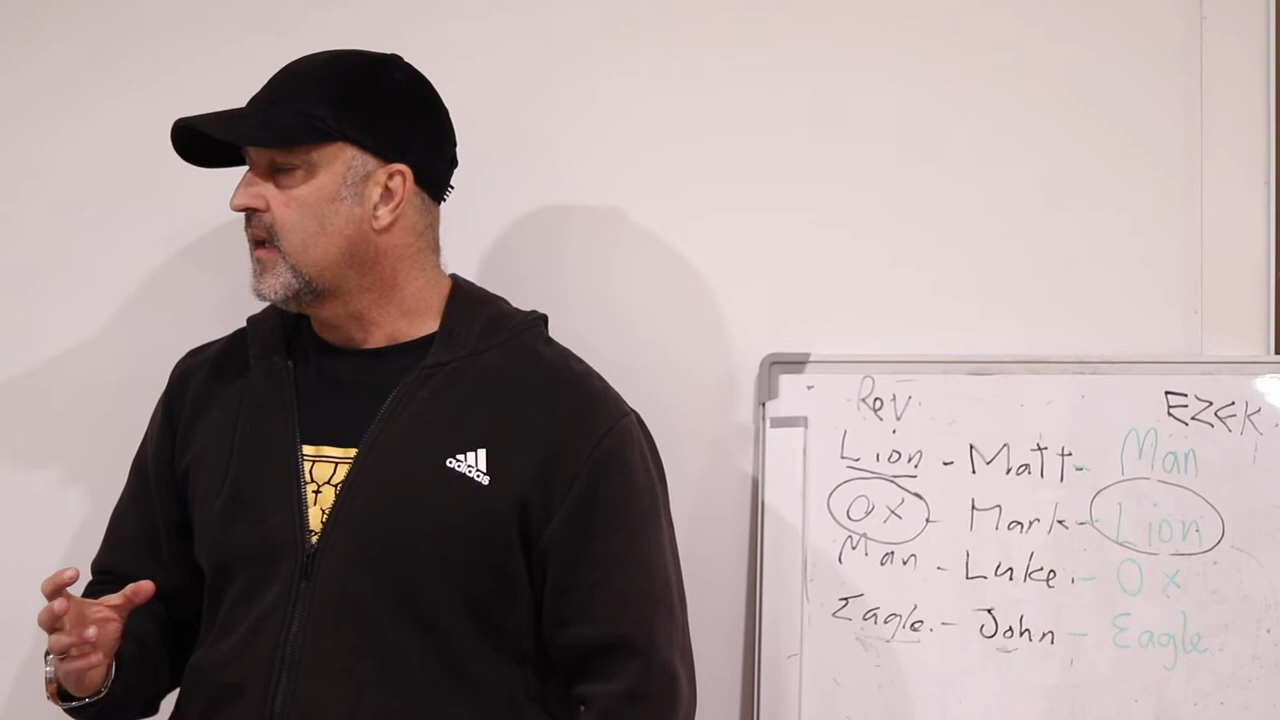 adidas
Rev. EZEK.
Lion - Matt - Man
OX - Mark - Lion
Man - Luke. - Ox
Eagle. - John - Eagle